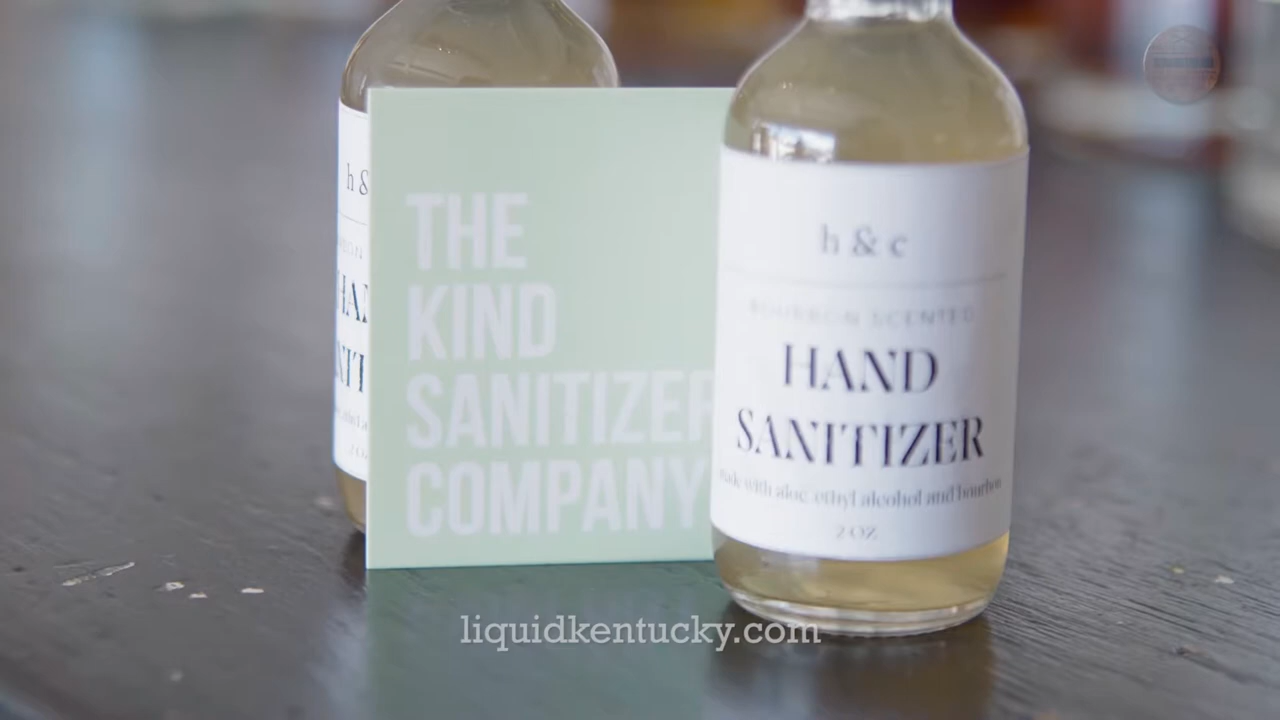 h &
HAN
THE
KIND
SANITIZER
COMPANY
h & c
BOURBON SCENTED
HAND
SANITIZER
made with aloe ethyl alcohol and bourbon
2 OZ
liquidkentucky.com